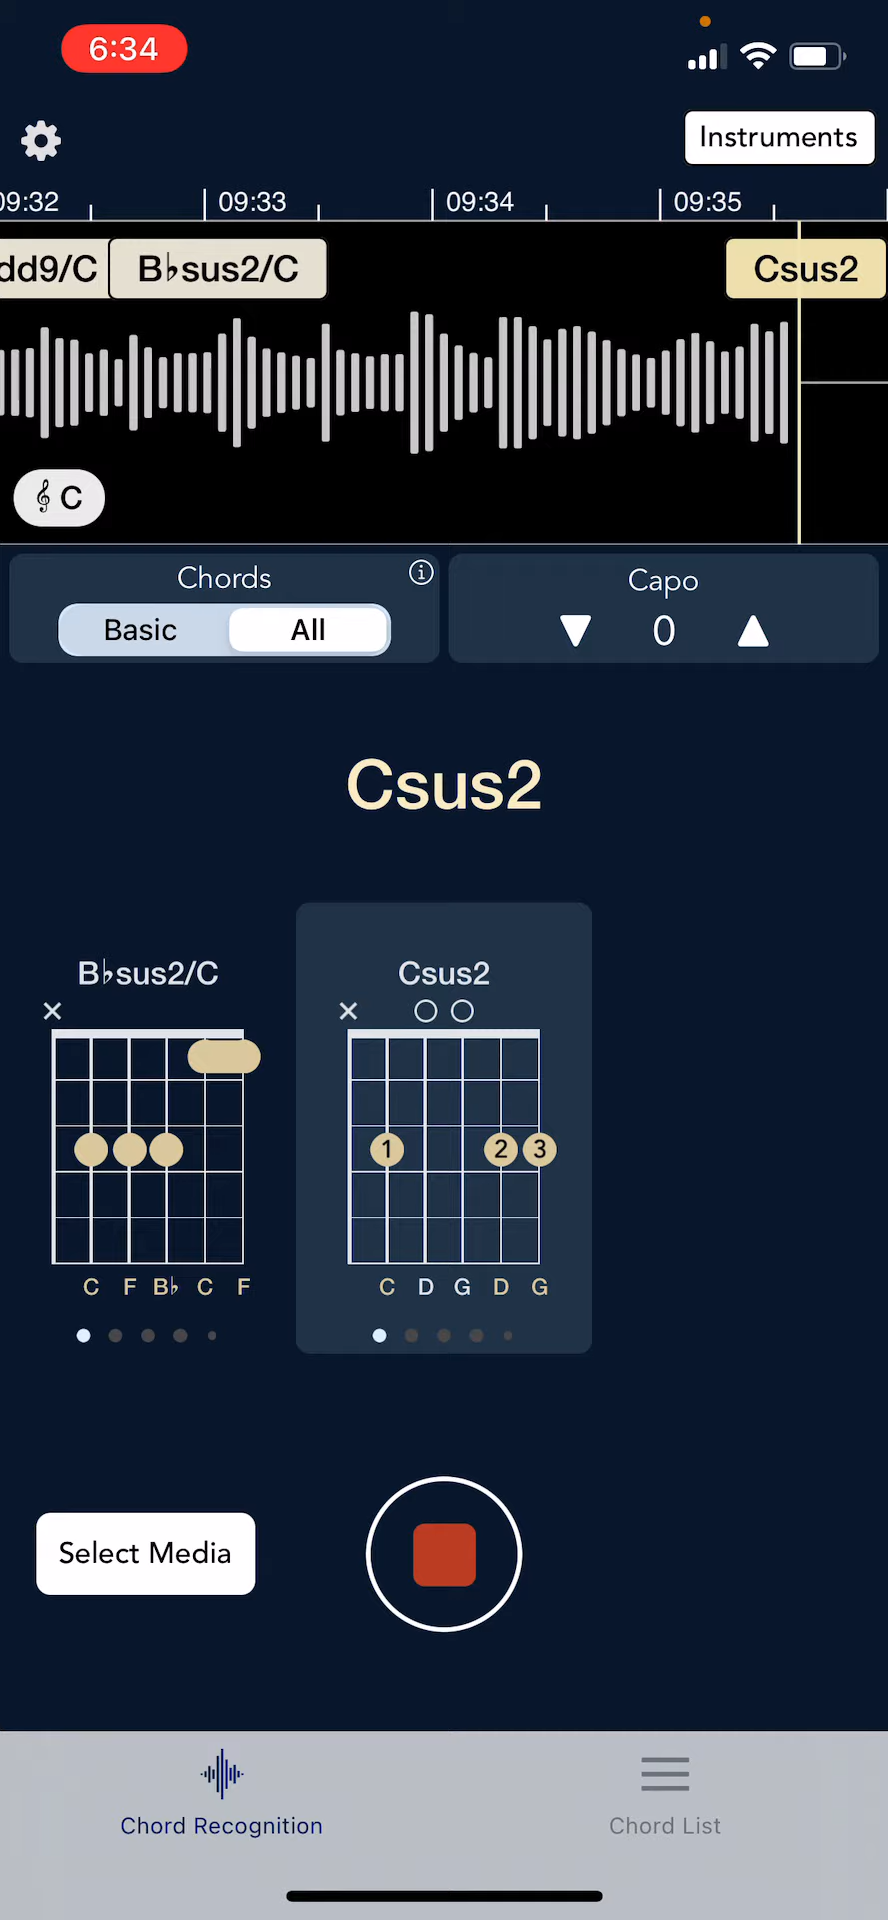 6:34
Instruments
09:32 09:33 09:34 09:35
dd9/C B♭sus2/C Csus2
C
Chords Capo
Basic All 0
Csus2
B♭sus2/C Csus2
1 2 3
C F B♭ C F C D G D G
Select Media
Chord Recognition Chord List